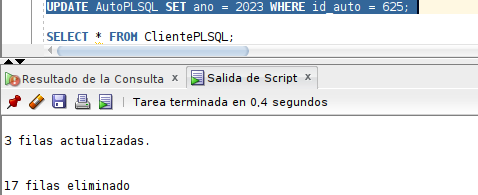 UPDATE AutoPLSQL SET ano = 2023 WHERE id_auto = 625;
SELECT * FROM ClientePLSQL;
Resultado de la Consulta x Salida de Script x
Tarea terminada en 0,4 segundos
3 filas actualizadas.
17 filas eliminado